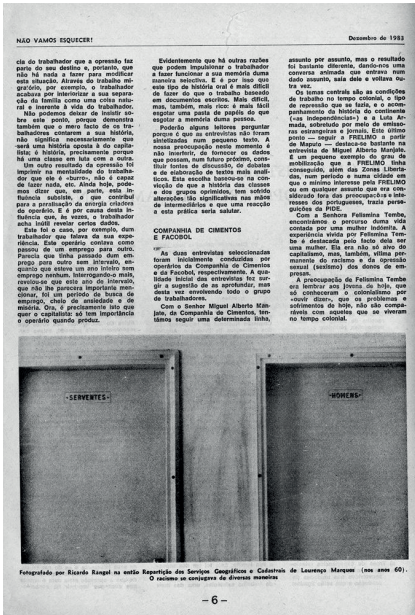 NÃO VAMOS ESQUECER!
Dezembro de 1983
cia do trabalhador que a opressão faz
parte do seu destino e, portanto, que
não há nada a fazer para modificar
esta situação. Através do trabalho mi-
gratório, por exemplo, o trabalhador
acabava por interiorizar a sua separa-
ção da família como uma coisa natu-
ral e inerente à vida do trabalhador.
Não podemos deixar de insistir so-
bre este ponto, porque demonstra
também que o mero facto de os tra-
balhadores contarem a sua história,
não significa necessàriamente que
será uma história oposta à do capita-
lista; é história, precisamente porque
há uma classe em luta com a outra.
Um outro resultado da opressão foi
imprimir na mentalidade do trabalha-
dor que ele é «burro», não é capaz
de fazer nada, etc. Ainda hoje, pode-
mos dizer que, em parte, esta in-
fluência subsiste, o que contribui
para a paralisação da energia criadora
do operário. E é por causa desta in-
fluência que, às vezes, o trabalhador
acha inútil revelar certos dados.
Este foi o caso, por exemplo, dum
trabalhador que falava da sua expe-
riência. Este operário contava como
passou de um emprego para outro.
Parecia que tinha passado dum em-
prego para outro sem intervalo, en-
quanto que esteve um ano inteiro sem
emprego nenhum. Interrogando-o mais,
revelou-se que este ano de intervalo,
que não lhe parecera importante men-
cionar, foi um período de busca de
emprego, cheio de ansiedade e de
miséria. Ora, é precisamente isto que
quer o capitalista: só tem importância
o operário quando produz.
Evidentemente que há outras razões
que podem impulsionar o trabalhador
a fazer funcionar a sua memória duma
maneira selectiva. E é por isso que
este tipo de história oral é mais difícil
de fazer do que o trabalho baseado
em documentos escritos. Mais difícil,
mas, também, mais rico: é mais fácil
esgotar uma pasta de papéis do que
esgotar a memória duma pessoa.
Poderão alguns leitores perguntar
porque é que as entrevistas não foram
sintetizadas num pequeno texto. A
nossa preocupação neste momento é
não interferir, de fornecer os dados
que possam, num futuro próximo, cons-
tituir fontes de discussão, de debates
e de elaboração de textos mais analí-
ticos. Esta escolha baseou-se na con-
vicção de que a história das classes
e dos grupos oprimidos, tem sofrido
alterações tão significativas nas mãos
de intermediários e que uma reacção
a esta prática seria salutar.
COMPANHIA DE CIMENTOS
E FACOBOL
As duas entrevistas seleccionadas
foram inicialmente conduzidas por
operários da Companhia de Cimentos
e da Facobol, respectivamente. A qua-
lidade inicial das entrevistas fez sur-
gir a sugestão de as aprofundar, mas
desta vez envolvendo todo o grupo
de trabalhadores.
Com o Senhor Miguel Alberto Man-
jate, da Companhia de Cimentos, ten-
támos seguir uma determinada linha,
assunto por assunto, mas o resultado
foi bastante diferente, dando-nos uma
conversa animada que entrava num
dado assunto, saía dele e voltava ou-
tra vez.
Os temas centrais são as condições
de trabalho no tempo colonial, o tipo
de repressão que se fazia, e o acom-
panhamento da história do continente
(«as independências») e a Luta Ar-
mada, sobretudo por meio de emisso-
ras estrangeiras e jornais. Este último
ponto — seguir a FRELIMO a partir
de Maputo — destaca-se bastante na
entrevista de Miguel Alberto Manjate.
É um pequeno exemplo do grau de
mobilização que a FRELIMO tinha
conseguido, além das Zonas Liberta-
das, num período e numa cidade em
que o mínimo interesse pela FRELIMO
ou em qualquer assunto que era con-
siderado fora das preocupações e inte-
resses dos portugueses, trazia perse-
guições da PIDE.
Com a Senhora Felismina Tembe,
encontrámos o percurso duma vida
contada por uma mulher indómita. A
experiência vivida por Felismina Tem-
be é destacada pelo facto dela ser
uma mulher. Ela era não só alvo do
capitalismo, mas, também, vítima per-
manente do racismo e da opressão
sexual (sexismo) dos donos de em-
presas.
A preocupação de Felismina Tembe
era lembrar aos jovens de hoje, que
só conheceram o colonialismo por
«ouvir dizer», que os problemas e
sofrimentos de hoje, não são compa-
ráveis com aqueles que se viveram
no tempo colonial.
-SERVENTES-
-HOMENS-
Fotografado por Ricardo Rangel na então Repartição dos Serviços Geográficos e Cadastrais de Lourenço Marques (nos anos 60).
O racismo se conjugava de diversas maneiras
— 6 —